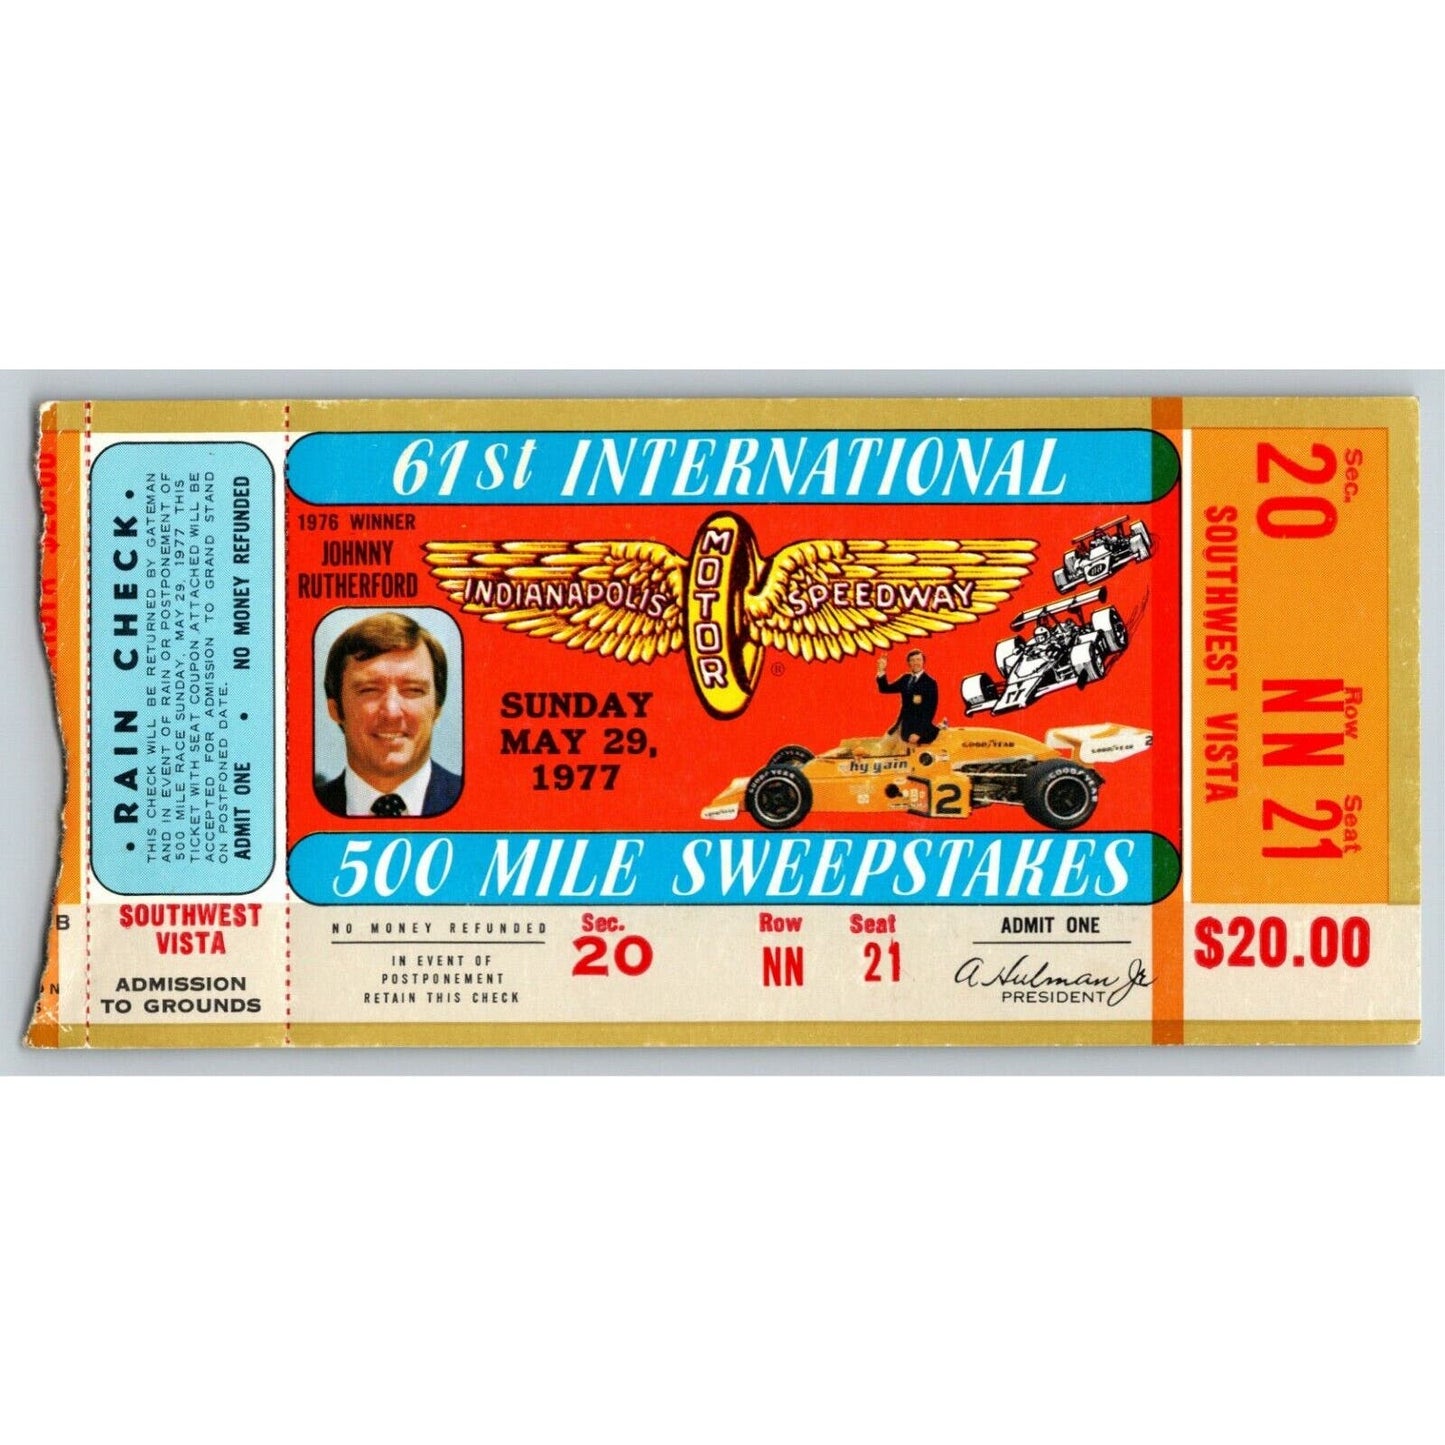 RAIN CHECK
THIS CHECK WILL BE RETURNED BY GATEMAN
AND IN EVENT OF RAIN OR POSTPONEMENT OF
500 MILE RACE SUNDAY, MAY 29, 1977 THIS
TICKET WITH SEAT COUPON ATTACHED WILL BE
ACCEPTED FOR ADMISSION TO GRAND STAND
ON POSTPONED DATE.
ADMIT ONE • NO MONEY REFUNDED
SOUTHWEST
VISTA
ADMISSION
TO GROUNDS
61st INTERNATIONAL
1976 WINNER
JOHNNY
RUTHERFORD
INDIANAPOLIS MOTOR SPEEDWAY ®
SUNDAY
MAY 29,
1977
GOODYEAR
hy gain
2
GOODYEAR
500 MILE SWEEPSTAKES
NO MONEY REFUNDED
IN EVENT OF
POSTPONEMENT
RETAIN THIS CHECK
Sec.
20
Row
NN
Seat
21
ADMIT ONE
A Hulman Jr
PRESIDENT
Sec. Row Seat
20 NN 21
SOUTHWEST VISTA
$20.00